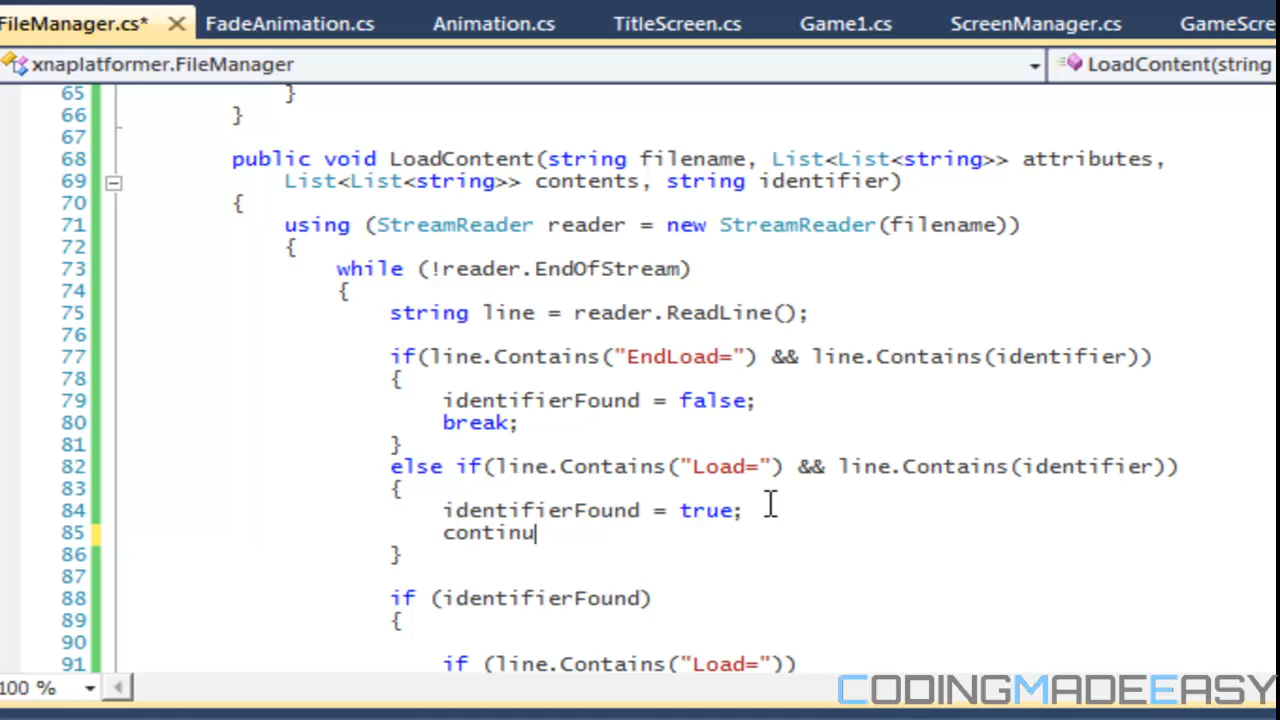 FileManager.cs* FadeAnimation.cs Animation.cs TitleScreen.cs Game1.cs ScreenManager.cs GameScre
xnaplatformer.FileManager LoadContent(string
65 }
66 }
67
68 public void LoadContent(string filename, List<List<string>> attributes,
69 List<List<string>> contents, string identifier)
70 {
71 using (StreamReader reader = new StreamReader(filename))
72 {
73 while (!reader.EndOfStream)
74 {
75 string line = reader.ReadLine();
76
77 if(line.Contains("EndLoad=") && line.Contains(identifier))
78 {
79 identifierFound = false;
80 break;
81 }
82 else if(line.Contains("Load=") && line.Contains(identifier))
83 {
84 identifierFound = true;
85 continu
86 }
87
88 if (identifierFound)
89 {
90
91 if (line.Contains("Load="))
100 %
CODINGMADEEASY